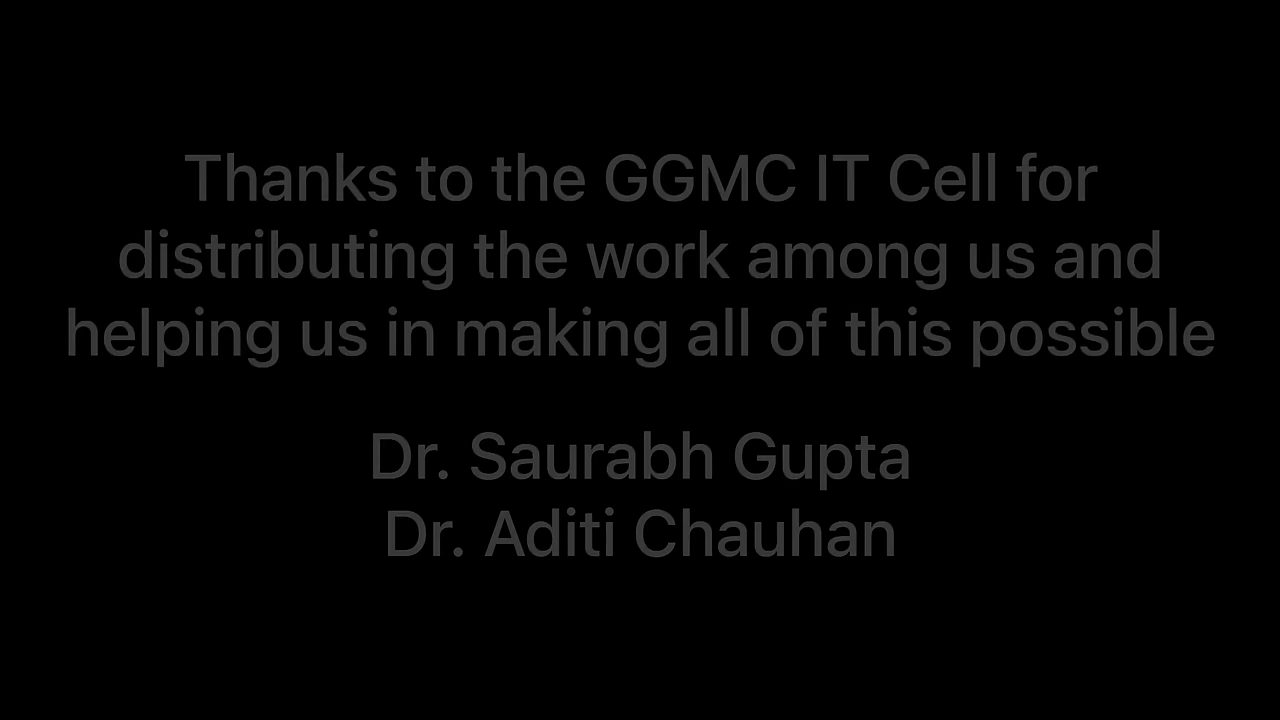 Thanks to the GGMC IT Cell for
distributing the work among us and
helping us in making all of this possible
Dr. Saurabh Gupta
Dr. Aditi Chauhan